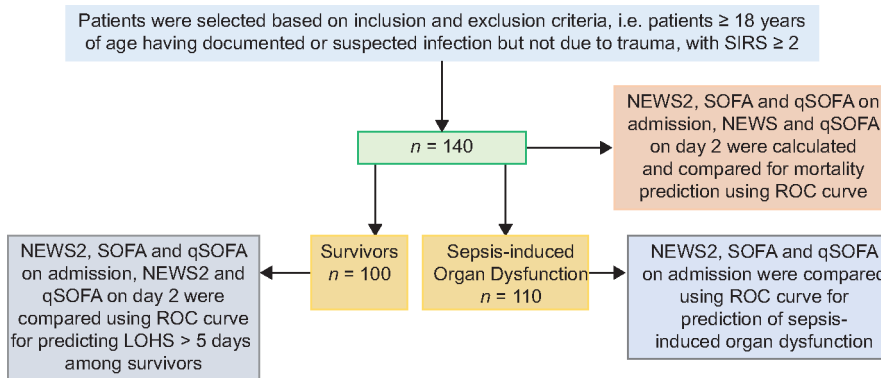 Patients were selected based on inclusion and exclusion criteria, i.e. patients ≥ 18 years
of age having documented or suspected infection but not due to trauma, with SIRS ≥ 2
n = 140
NEWS2, SOFA and qSOFA on
admission, NEWS and qSOFA
on day 2 were calculated
and compared for mortality
prediction using ROC curve
NEWS2, SOFA and qSOFA
on admission, NEWS2 and
qSOFA on day 2 were
compared using ROC curve
for predicting LOHS > 5 days
among survivors
Survivors
n = 100
Sepsis-induced
Organ Dysfunction
n = 110
NEWS2, SOFA and qSOFA
on admission were compared
using ROC curve for
prediction of sepsis-
induced organ dysfunction